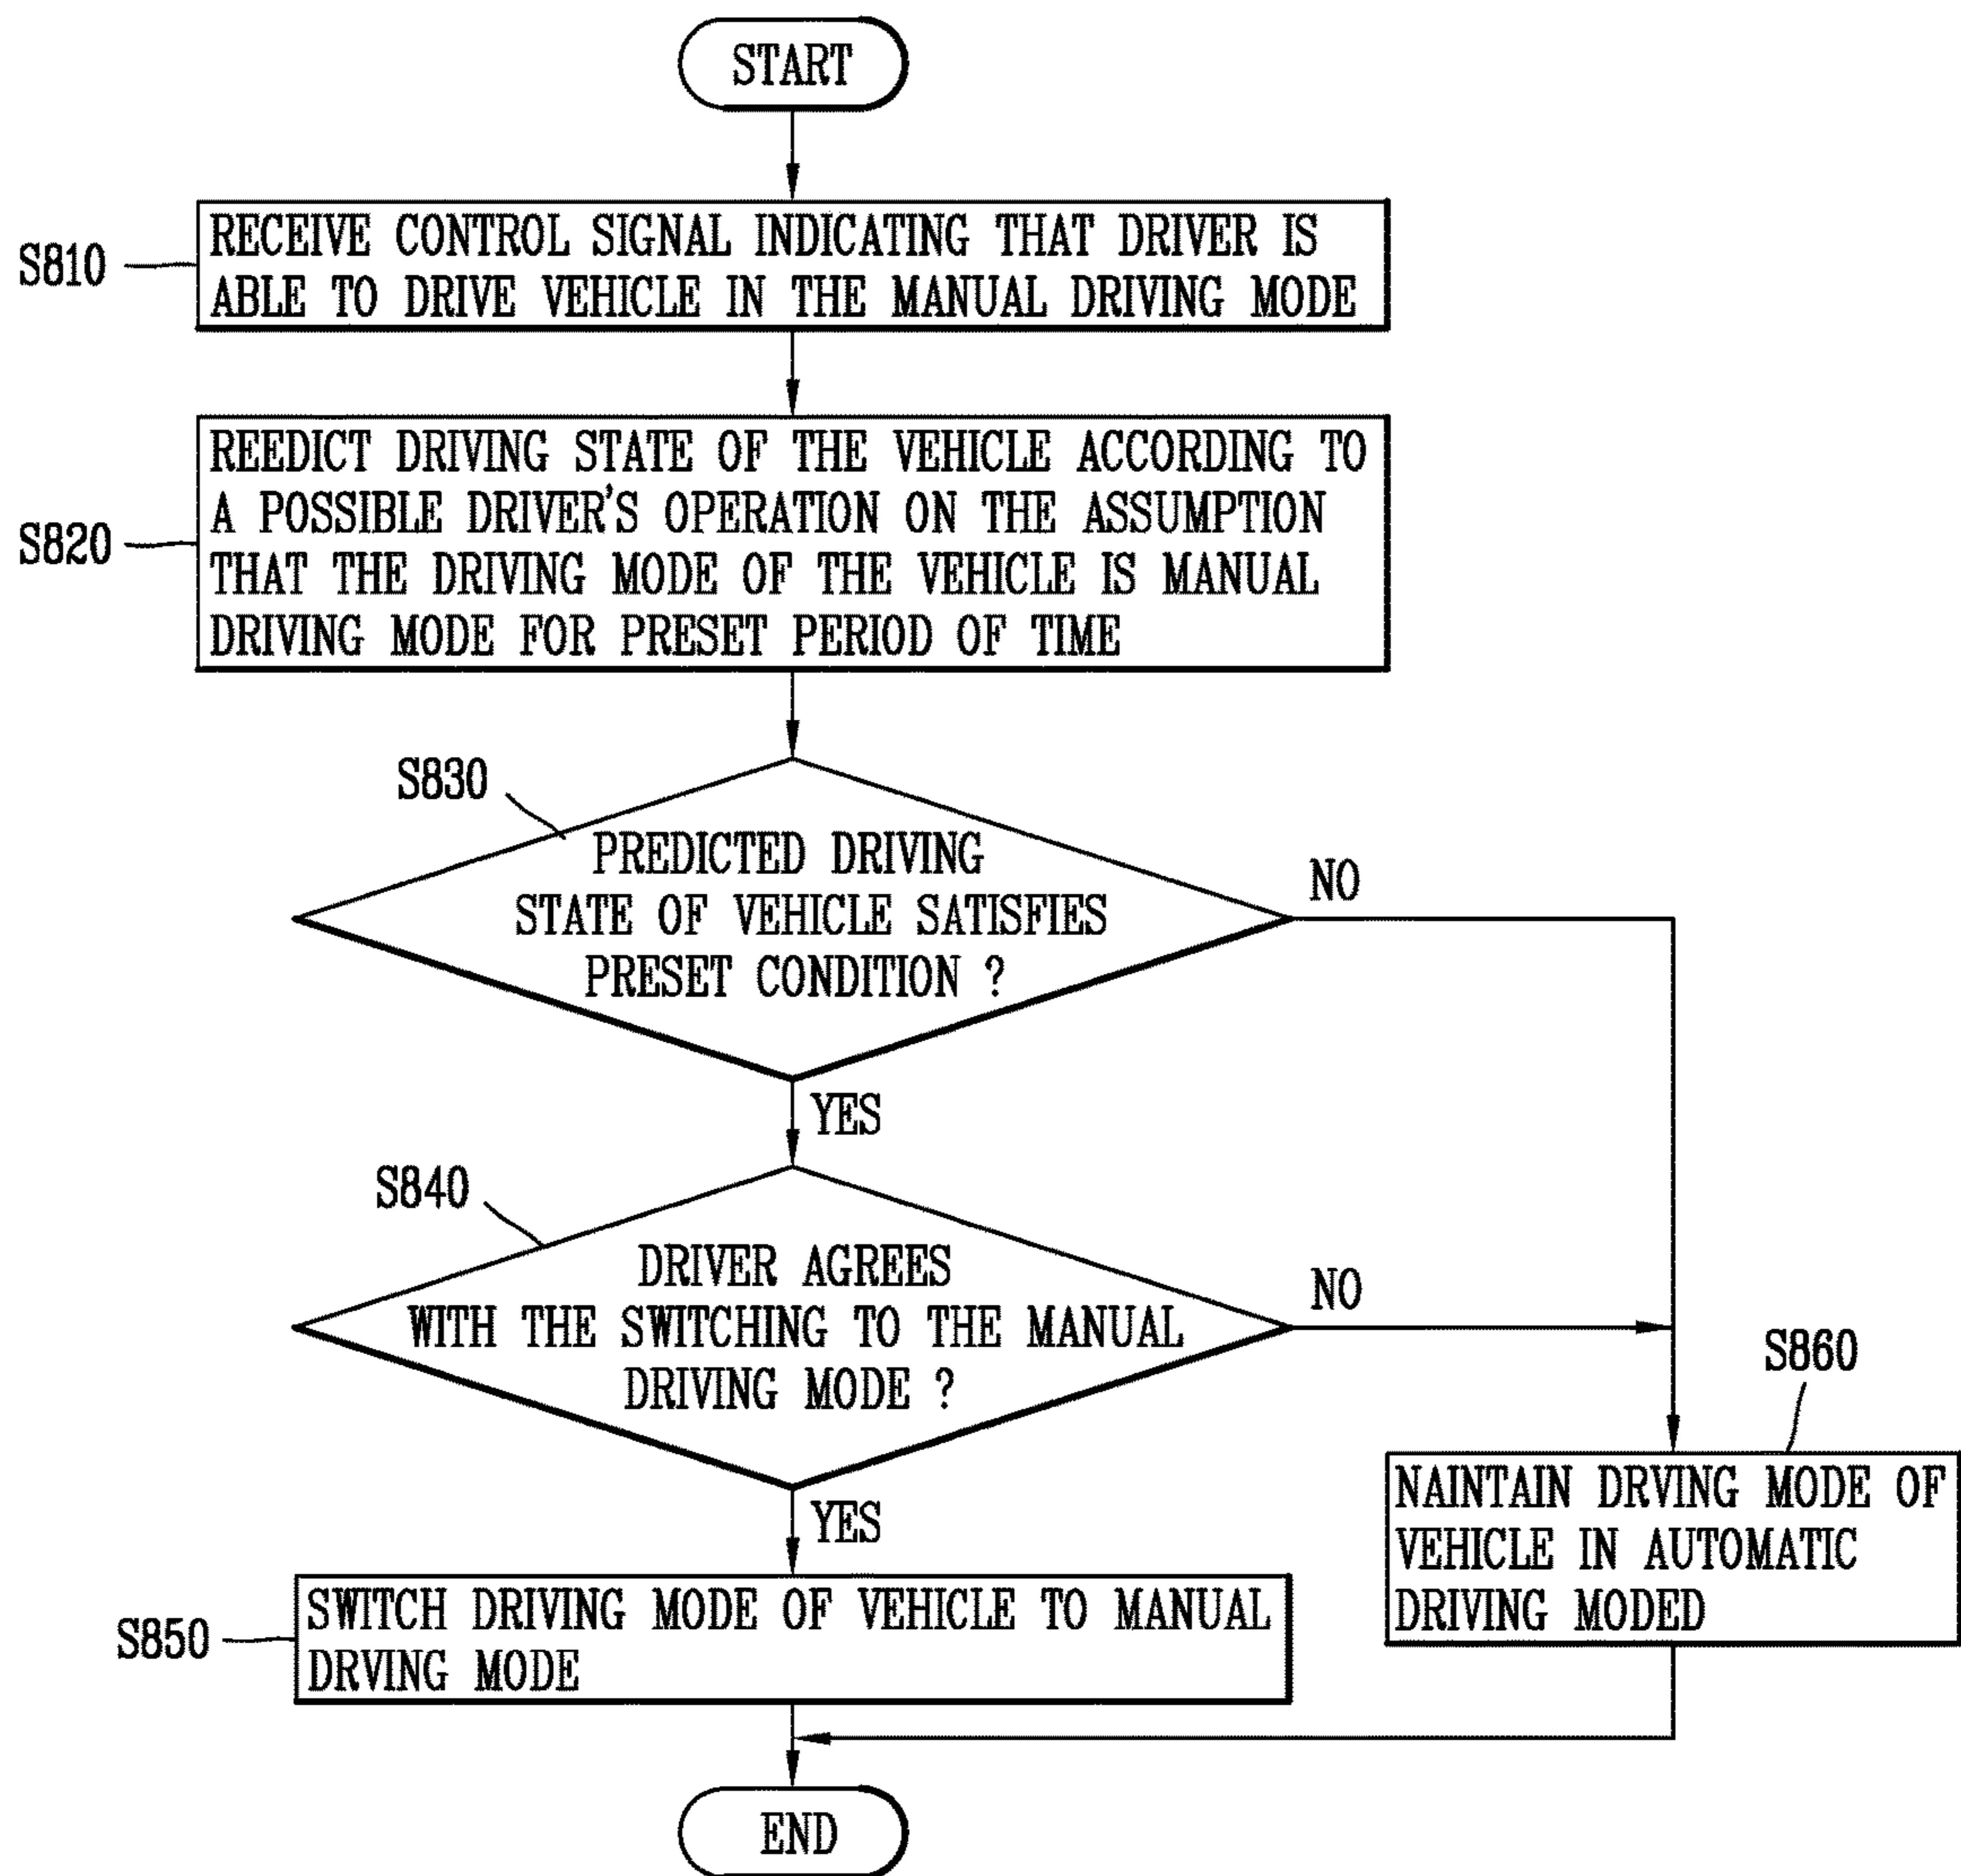 START
S810
RECEIVE CONTROL SIGNAL INDICATING THAT DRIVER IS
ABLE TO DRIVE VEHICLE IN THE MANUAL DRIVING MODE
S820
REEDICT DRIVING STATE OF THE VEHICLE ACCORDING TO
A POSSIBLE DRIVER'S OPERATION ON THE ASSUMPTION
THAT THE DRIVING MODE OF THE VEHICLE IS MANUAL
DRIVING MODE FOR PRESET PERIOD OF TIME
S830
PREDICTED DRIVING
STATE OF VEHICLE SATISFIES
PRESET CONDITION ?
NO
YES
S840
DRIVER AGREES
WITH THE SWITCHING TO THE MANUAL
DRIVING MODE ?
NO
YES
S860
NAINTAIN DRVING MODE OF
VEHICLE IN AUTOMATIC
DRIVING MODED
S850
SWITCH DRIVING MODE OF VEHICLE TO MANUAL
DRVING MODE
END